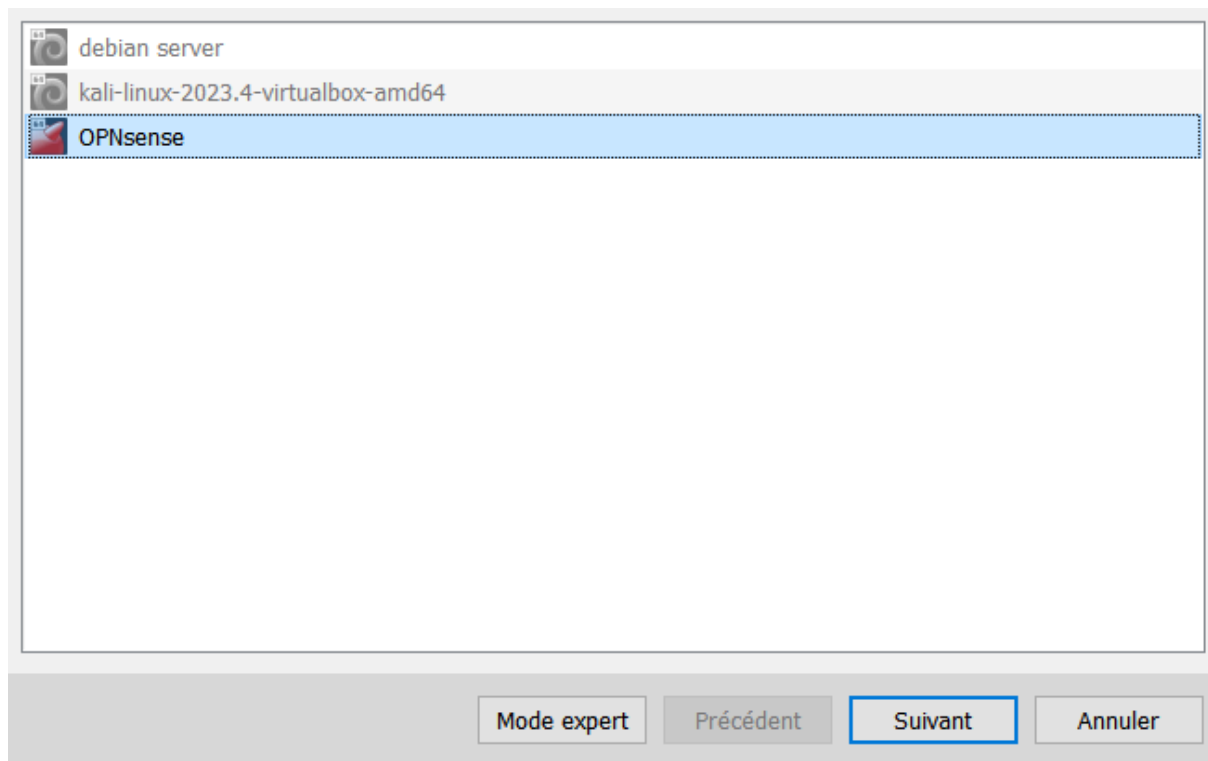 debian server
kali-linux-2023.4-virtualbox-amd64
OPNsense
Mode expert
Précédent
Suivant
Annuler